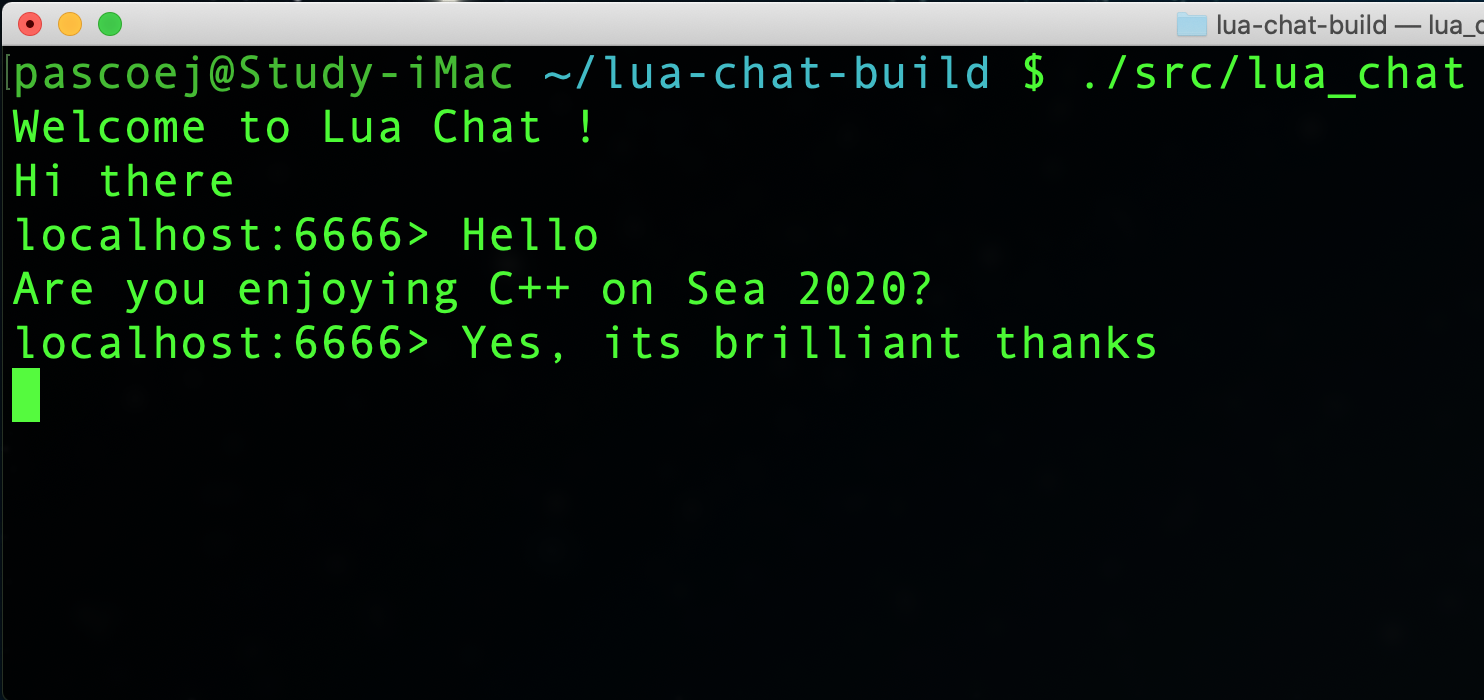 lua-chat-build — lua_
pascoej@Study-iMac ~/lua-chat-build $ ./src/lua_chat
Welcome to Lua Chat !
Hi there
localhost:6666> Hello
Are you enjoying C++ on Sea 2020?
localhost:6666> Yes, its brilliant thanks